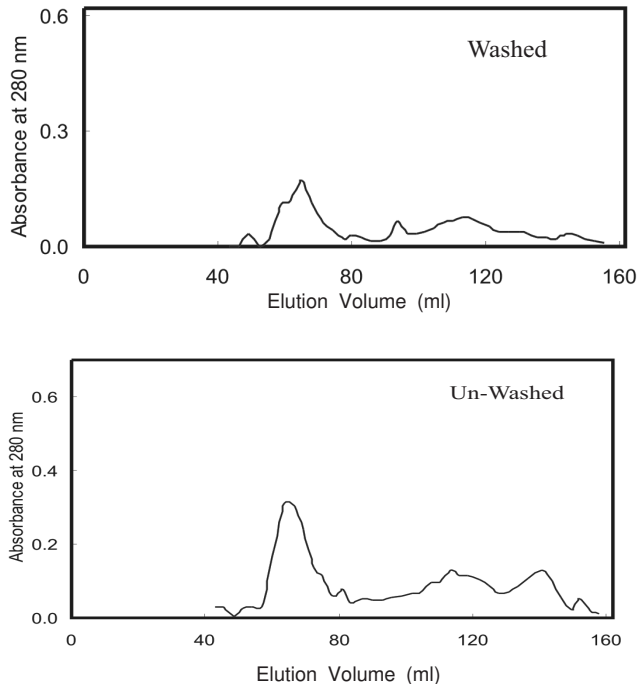 0.6
Washed
Absorbance at 280 nm
0.3
0.0
0 40 80 120 160
Elution Volume (ml)
0.6
Un-Washed
Absorbance at 280 nm
0.4
0.2
0.0
0 40 80 120 160
Elution Volume (ml)